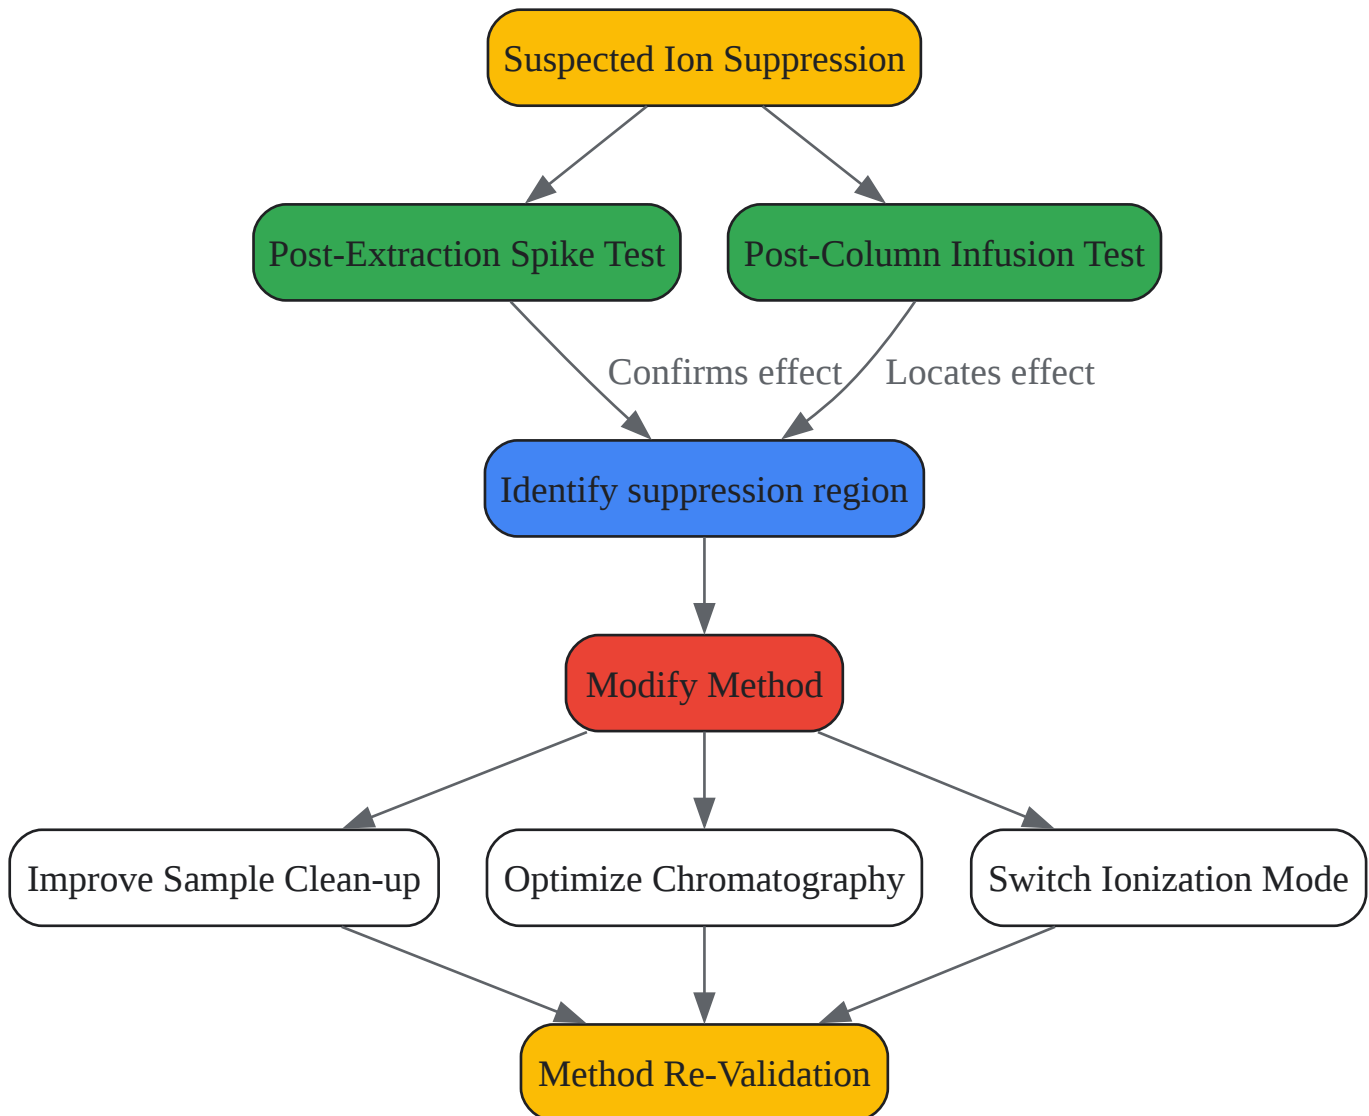 Suspected Ion Suppression
Post-Extraction Spike Test
Post-Column Infusion Test
Confirms effect
Locates effect
Identify suppression region
Modify Method
Improve Sample Clean-up
Optimize Chromatography
Switch Ionization Mode
Method Re-Validation